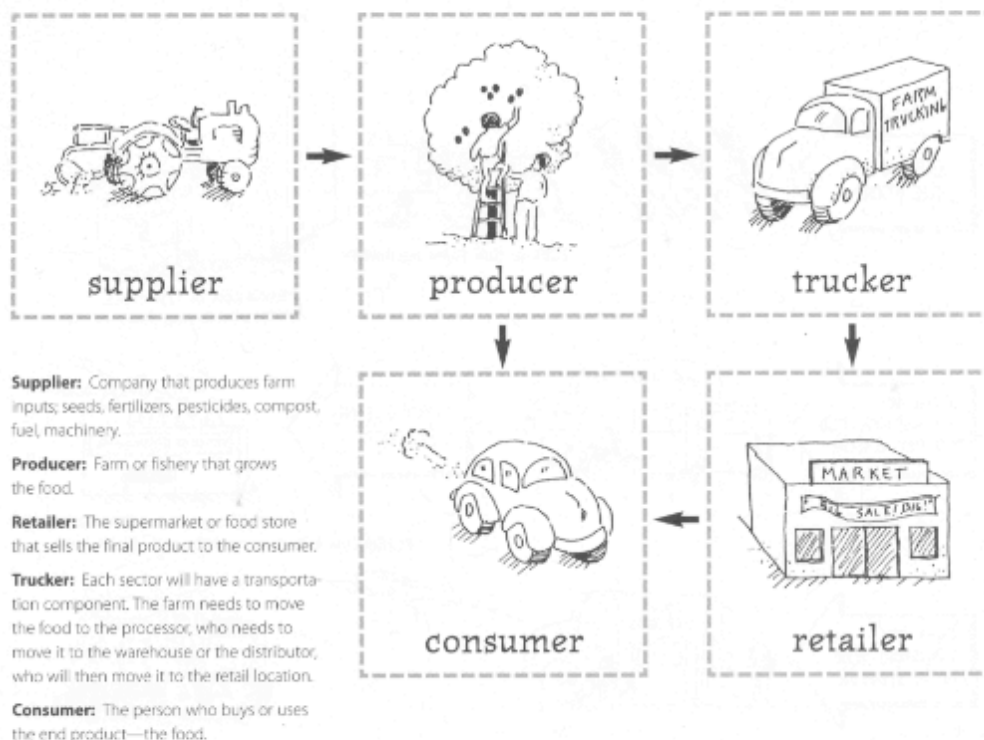 FARM
TRUCKING
supplier
producer
trucker
Supplier: Company that produces farm
inputs; seeds, fertilizers, pesticides, compost,
fuel, machinery.
Producer: Farm or fishery that grows
the food.
Retailer: The supermarket or food store
that sells the final product to the consumer.
Trucker: Each sector will have a transporta-
tion component. The farm needs to move
the food to the processor, who needs to
move it to the warehouse or the distributor,
who will then move it to the retail location.
Consumer: The person who buys or uses
the end product—the food.
MARKET
SALE!
consumer
retailer